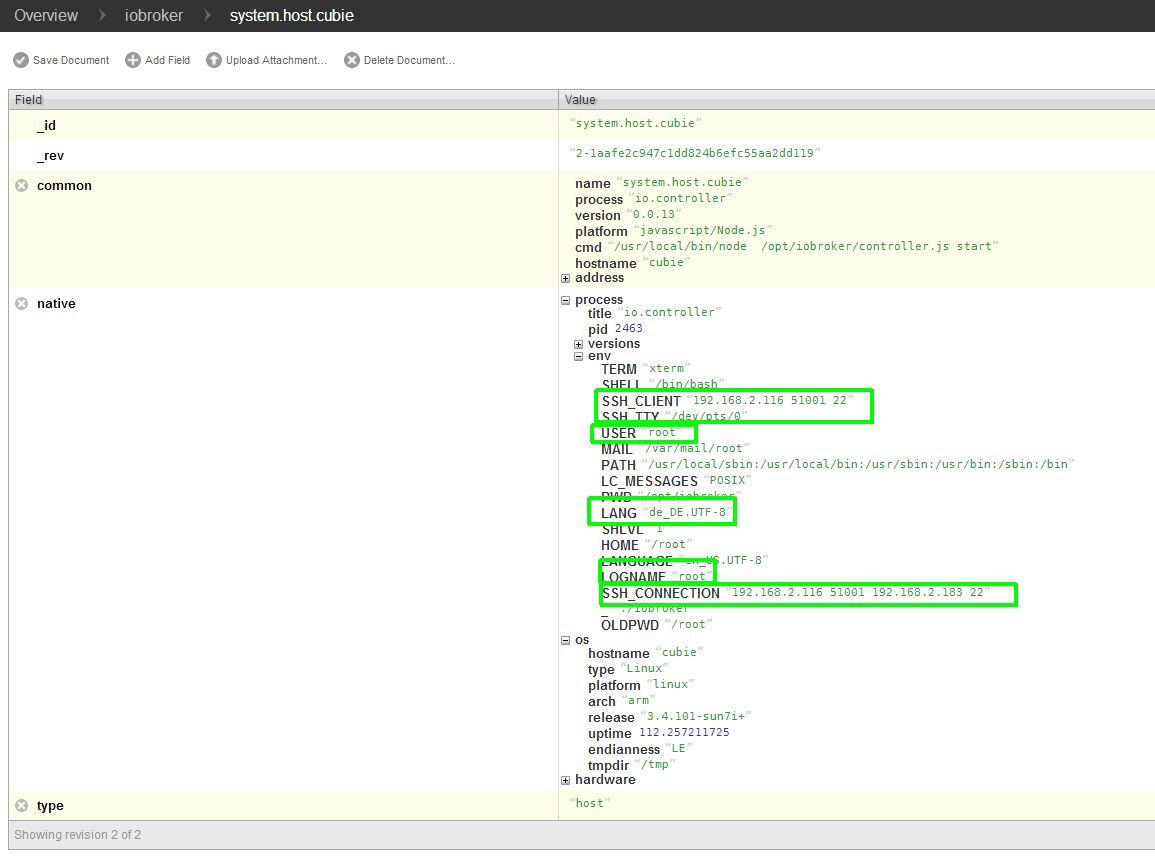 Overview iobroker system.host.cubie
Save Document Add Field Upload Attachment... Delete Document...
Field Value
_id "system.host.cubie"
_rev "2-1aafe2c947c1dd824b6efc55aa2dd119"
common
name "system.host.cubie"
process "io.controller"
version "0.0.13"
platform "javascript/Node.js"
cmd "/usr/local/bin/node  /opt/iobroker/controller.js start"
hostname "cubie"
address
native
process
title "io.controller"
pid 2463
versions
env
TERM "xterm"
SHELL "/bin/bash"
SSH_CLIENT "192.168.2.116 51001 22"
SSH_TTY "/dev/pts/0"
USER "root"
MAIL "/var/mail/root"
PATH "/usr/local/sbin:/usr/local/bin:/usr/sbin:/usr/bin:/sbin:/bin"
LC_MESSAGES "POSIX"
PWD "/opt/iobroker"
LANG "de_DE.UTF-8"
SHLVL "1"
HOME "/root"
LANGUAGE "en_US.UTF-8"
LOGNAME "root"
SSH_CONNECTION "192.168.2.116 51001 192.168.2.183 22"
_ "./iobroker"
OLDPWD "/root"
os
hostname "cubie"
type "Linux"
platform "linux"
arch "arm"
release "3.4.101-sun7i+"
uptime 112.257211725
endianness "LE"
tmpdir "/tmp"
hardware
type "host"
Showing revision 2 of 2